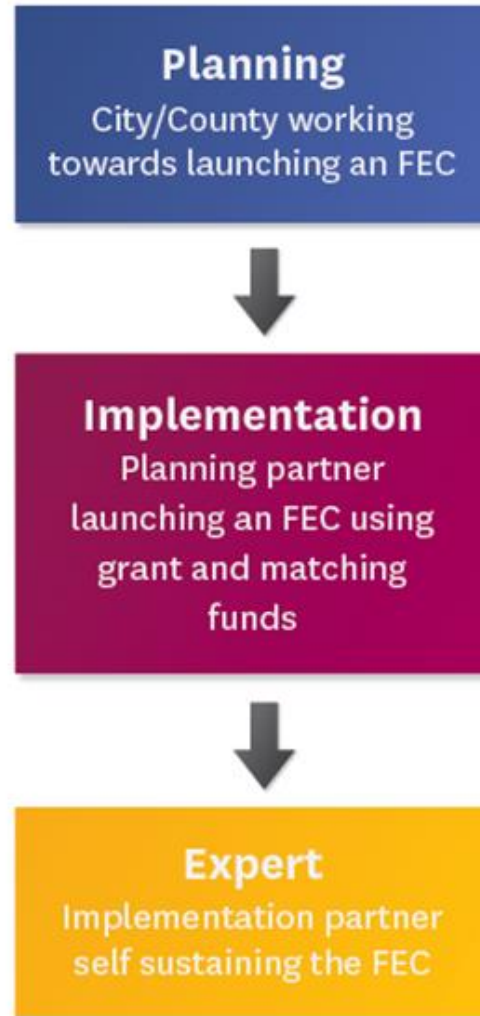 Planning
City/County working
towards launching an FEC
Implementation
Planning partner
launching an FEC using
grant and matching
funds
Expert
Implementation partner
self sustaining the FEC